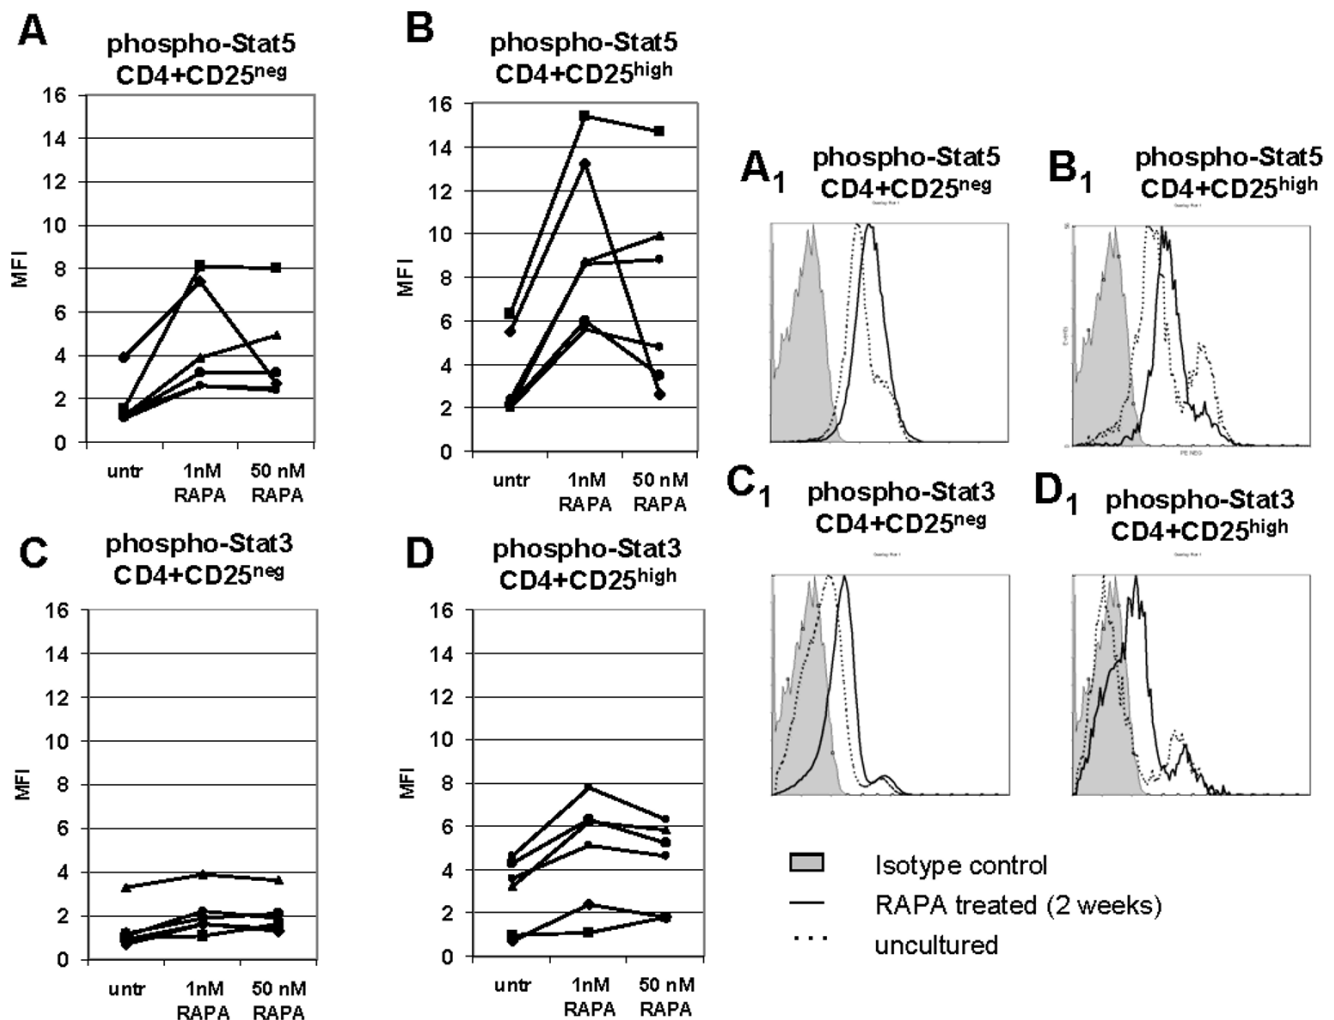 A
phospho-Stat5
CD4+CD25neg
16
14
12
10
8
6
4
2
0
MFI
untr
1nM
RAPA
50 nM
RAPA
B
phospho-Stat5
CD4+CD25high
16
14
12
10
8
6
4
2
0
MFI
untr
1nM
RAPA
50 nM
RAPA
A1
phospho-Stat5
CD4+CD25neg
B1
phospho-Stat5
CD4+CD25high
PE NEG
C
phospho-Stat3
CD4+CD25neg
16
14
12
10
8
6
4
2
0
MFI
untr
1nM
RAPA
50 nM
RAPA
D
phospho-Stat3
CD4+CD25high
16
14
12
10
8
6
4
2
0
MFI
untr
1nM
RAPA
50 nM
RAPA
C1
phospho-Stat3
CD4+CD25neg
D1
phospho-Stat3
CD4+CD25high
Isotype control
RAPA treated (2 weeks)
uncultured